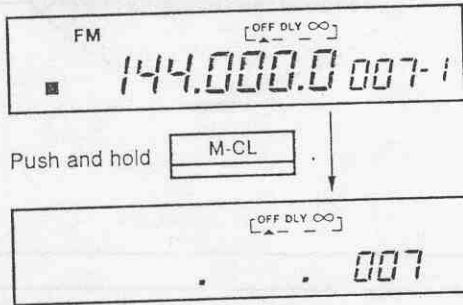 FM OFF DLY ∞
144.000.0 007-1
Push and hold M-CL
OFF DLY ∞
. . 007